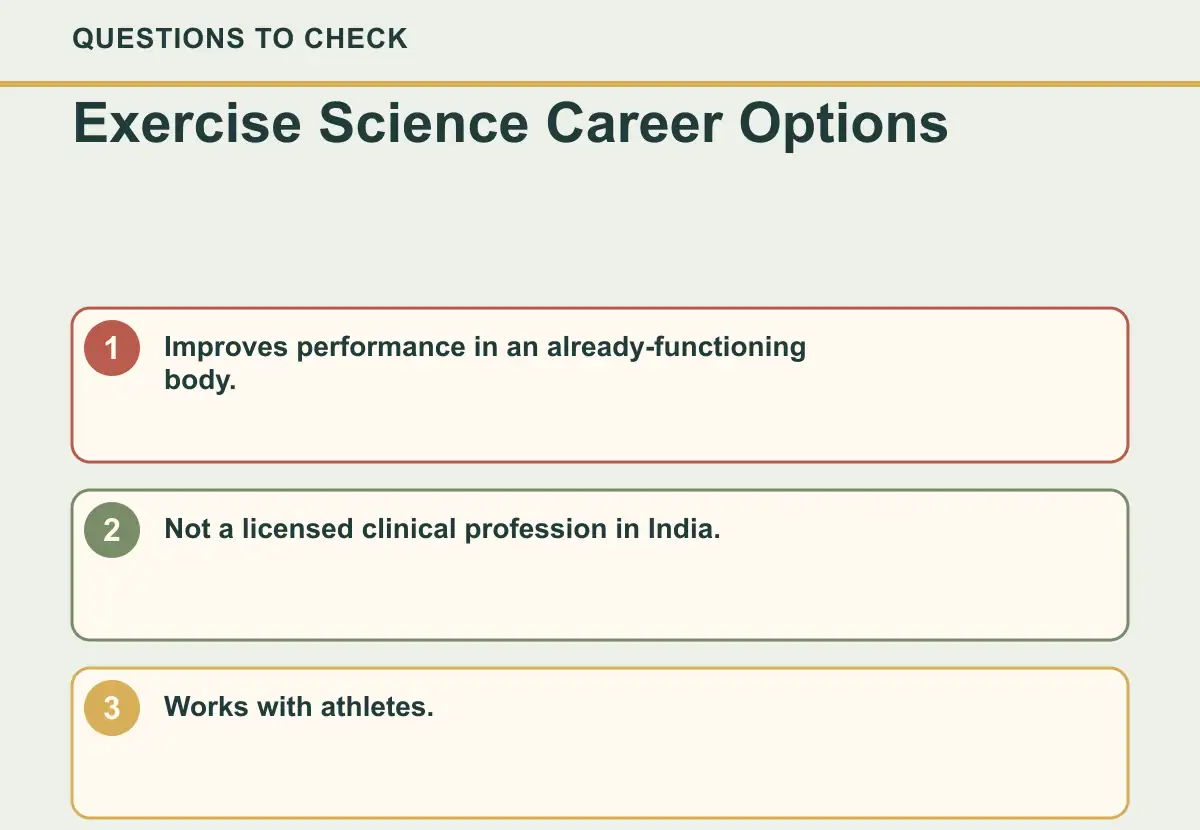 QUESTIONS TO CHECK
Exercise Science Career Options
1
Improves performance in an already-functioning
body.
2
Not a licensed clinical profession in India.
3
Works with athletes.